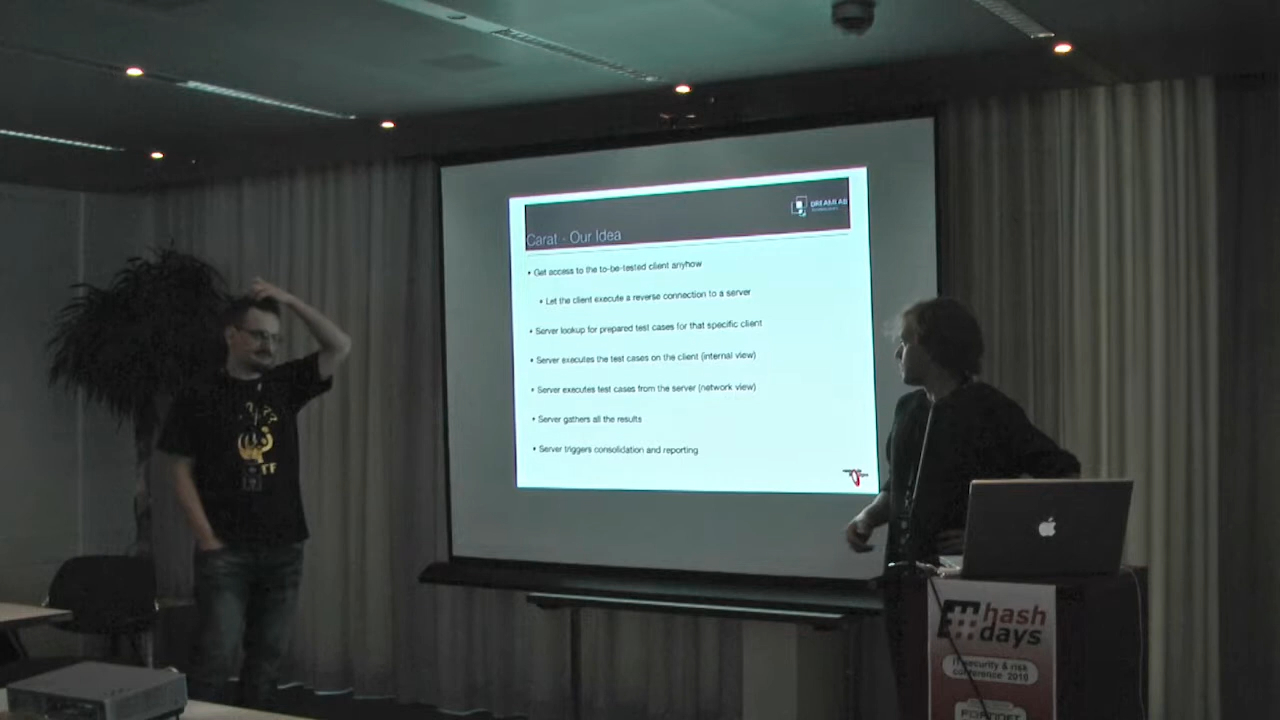 DREAMLAB
Carat - Our Idea
• Get access to the to-be-tested client anyhow
• Let the client execute a reverse connection to a server
• Server lookup for prepared test cases for that specific client
• Server executes the test cases on the client (internal view)
• Server executes test cases from the server (network view)
• Server gathers all the results
• Server triggers consolidation and reporting
#hash
days
IT security & risk
conference 2010
FORTINET